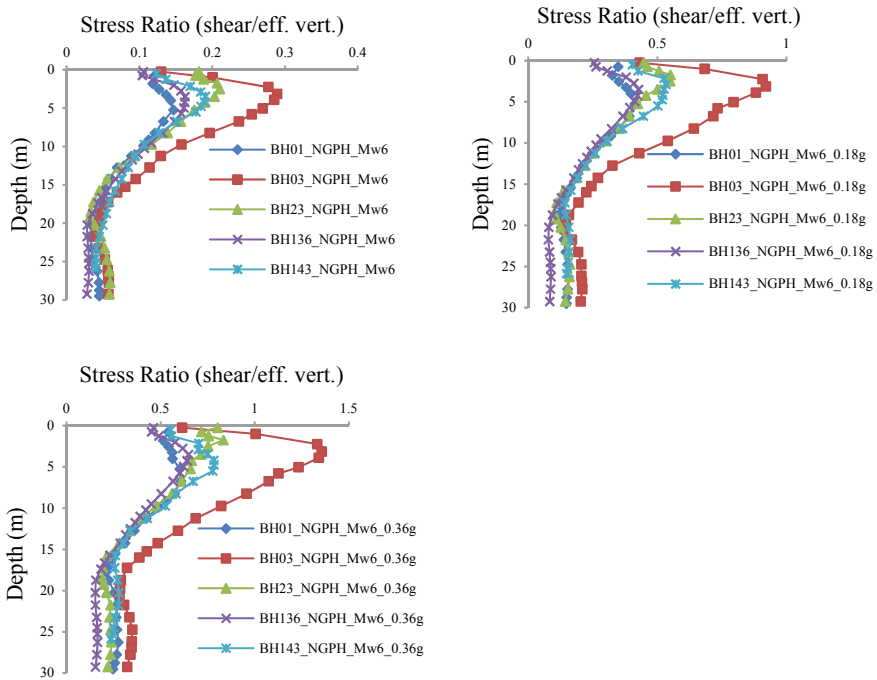 Stress Ratio (shear/eff. vert.)
0 0.1 0.2 0.3 0.4
0
5
10
15
20
25
30
Depth (m)
BH01_NGPH_Mw6
BH03_NGPH_Mw6
BH23_NGPH_Mw6
BH136_NGPH_Mw6
BH143_NGPH_Mw6
Stress Ratio (shear/eff. vert.)
0 0.5 1
0
5
10
15
20
25
30
Depth (m)
BH01_NGPH_Mw6_0.18g
BH03_NGPH_Mw6_0.18g
BH23_NGPH_Mw6_0.18g
BH136_NGPH_Mw6_0.18g
BH143_NGPH_Mw6_0.18g
Stress Ratio (shear/eff. vert.)
0 0.5 1 1.5
0
5
10
15
20
25
30
Depth (m)
BH01_NGPH_Mw6_0.36g
BH03_NGPH_Mw6_0.36g
BH23_NGPH_Mw6_0.36g
BH136_NGPH_Mw6_0.36g
BH143_NGPH_Mw6_0.36g